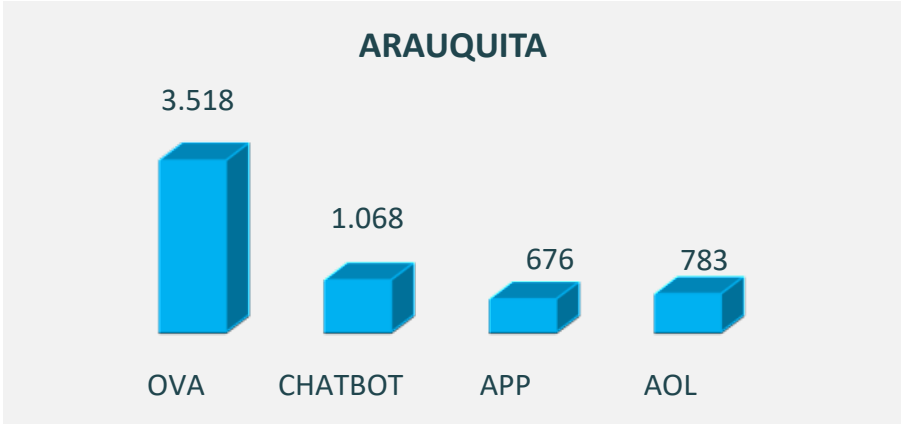 ARAUQUITA
3.518
1.068
676
783
OVA
CHATBOT
APP
AOL